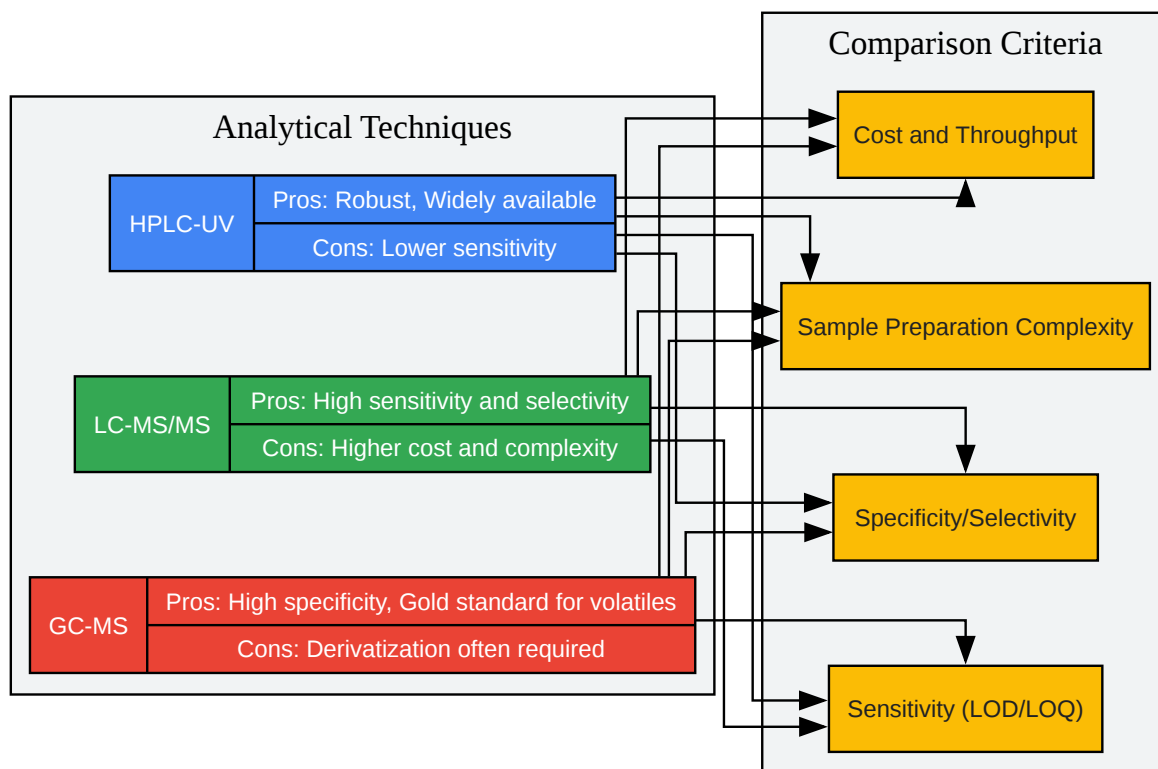 Analytical Techniques
HPLC-UV
Pros: Robust, Widely available
Cons: Lower sensitivity
LC-MS/MS
Pros: High sensitivity and selectivity
Cons: Higher cost and complexity
GC-MS
Pros: High specificity, Gold standard for volatiles
Cons: Derivatization often required
Comparison Criteria
Cost and Throughput
Sample Preparation Complexity
Specificity/Selectivity
Sensitivity (LOD/LOQ)